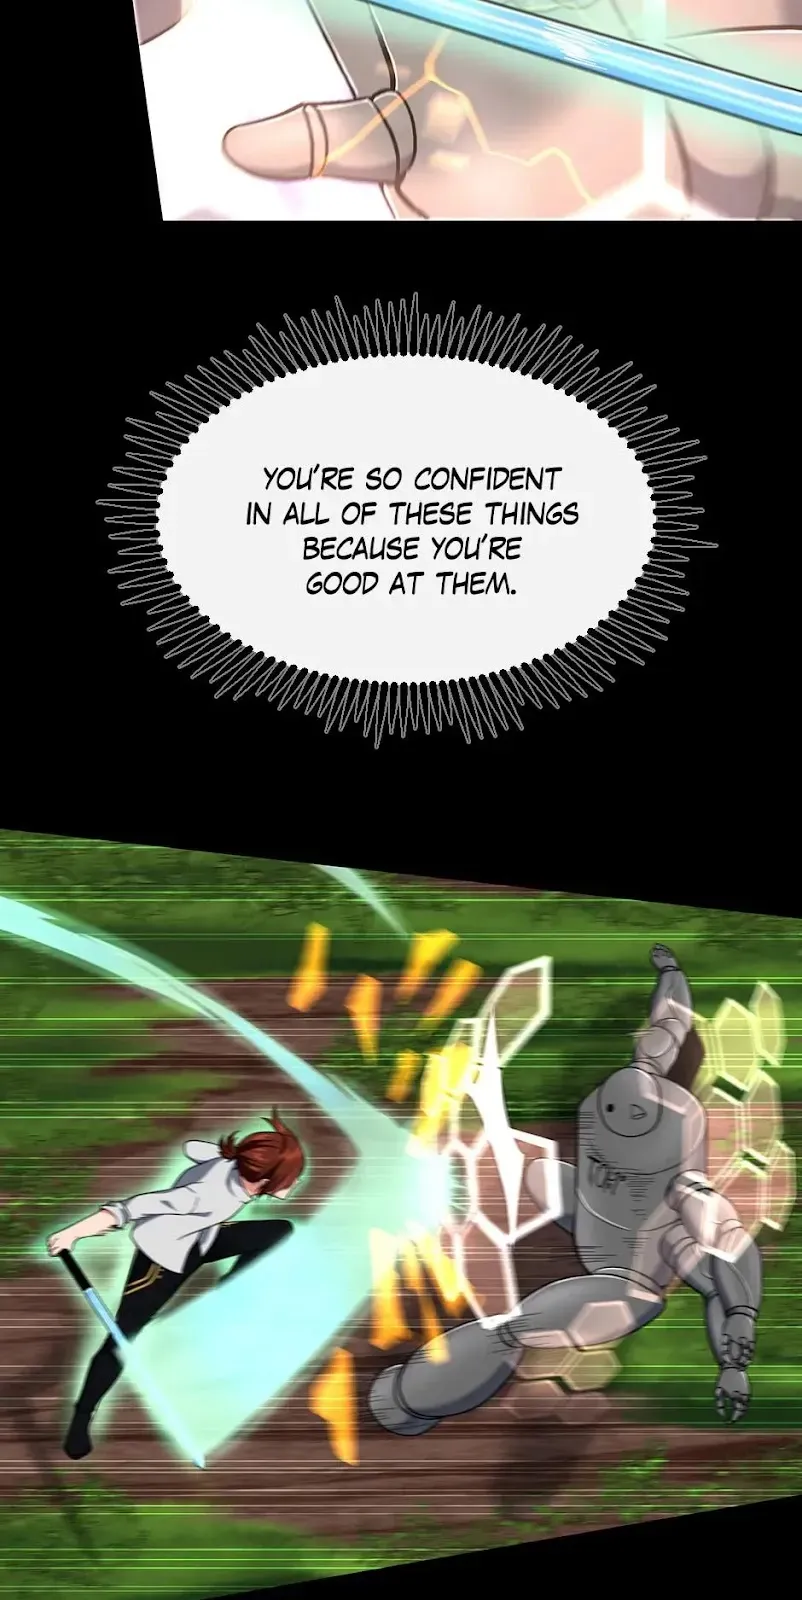 YOU'RE SO CONFIDENT
IN ALL OF THESE THINGS
BECAUSE YOU'RE
GOOD AT THEM.